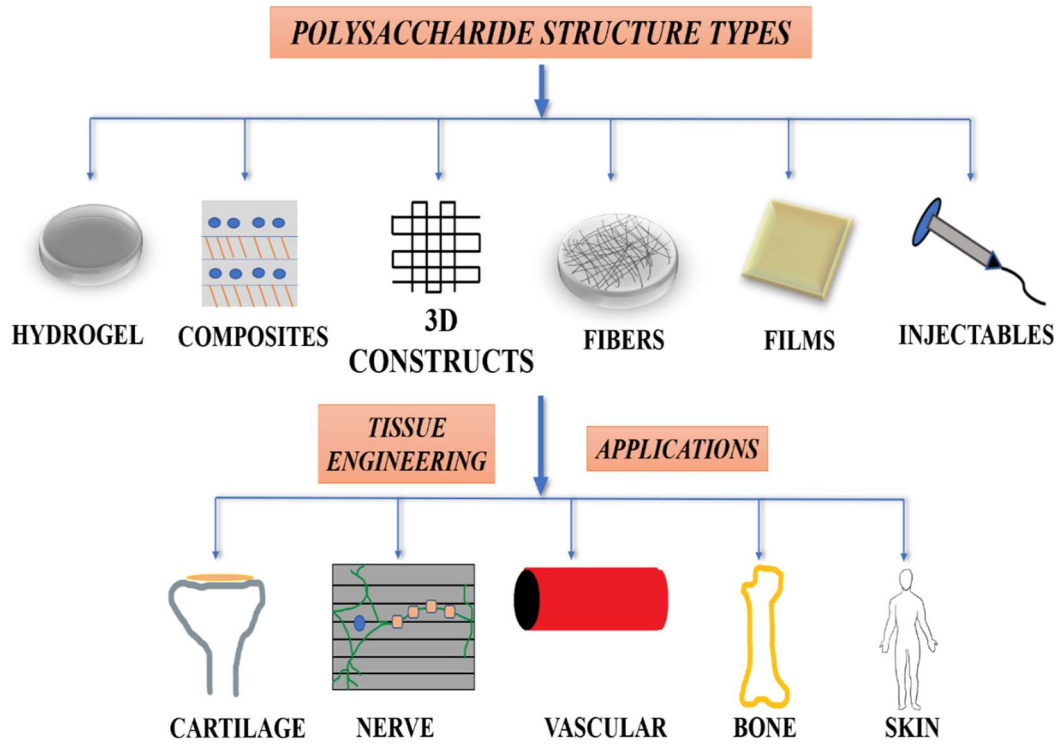 POLYSACCHARIDE STRUCTURE TYPES
HYDROGEL
COMPOSITES
3D
CONSTRUCTS
FIBERS
FILMS
INJECTABLES
TISSUE
ENGINEERING
APPLICATIONS
CARTILAGE
NERVE
VASCULAR
BONE
SKIN